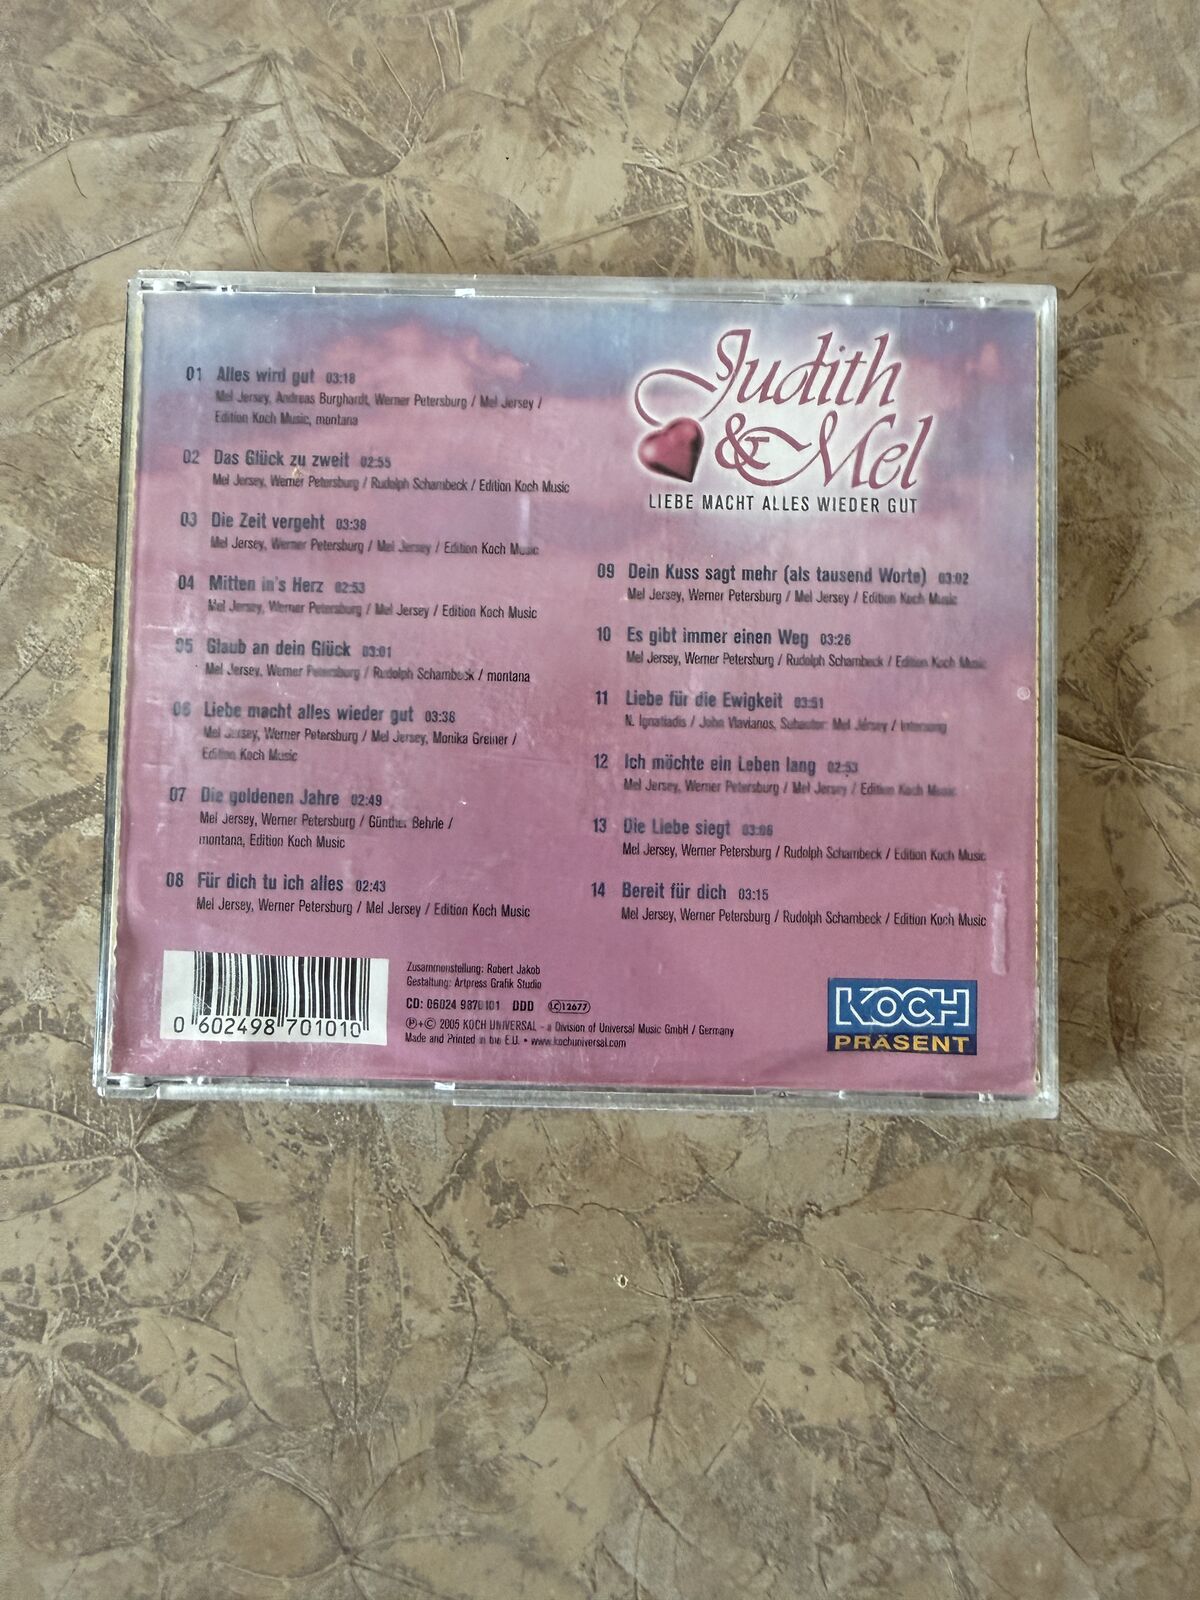 Judith
& Mel
LIEBE MACHT ALLES WIEDER GUT
01 Alles wird gut 03:18
Mel Jersey, Andreas Burghardt, Werner Petersburg / Mel Jersey /
Edition Koch Music, montana
02 Das Glück zu zweit 02:55
Mel Jersey, Werner Petersburg / Rudolph Schambeck / Edition Koch Music
03 Die Zeit vergeht 03:38
Mel Jersey, Werner Petersburg / Mel Jersey / Edition Koch Music
04 Mitten in's Herz 02:53
Mel Jersey, Werner Petersburg / Mel Jersey / Edition Koch Music
05 Glaub an dein Glück 03:01
Mel Jersey, Werner Petersburg / Rudolph Schambeck / montana
06 Liebe macht alles wieder gut 03:38
Mel Jersey, Werner Petersburg / Mel Jersey, Monika Greiner /
Edition Koch Music
07 Die goldenen Jahre 02:49
Mel Jersey, Werner Petersburg / Günther Behrle /
montana, Edition Koch Music
08 Für dich tu ich alles 02:43
Mel Jersey, Werner Petersburg / Mel Jersey / Edition Koch Music
09 Dein Kuss sagt mehr (als tausend Worte) 03:02
Mel Jersey, Werner Petersburg / Mel Jersey / Edition Koch Music
10 Es gibt immer einen Weg 03:26
Mel Jersey, Werner Petersburg / Rudolph Schambeck / Edition Koch Music
11 Liebe für die Ewigkeit 03:51
N. Ignatiadis / John Vlavianos, Subautor: Mel Jersey / Intersong
12 Ich möchte ein Leben lang 02:53
Mel Jersey, Werner Petersburg / Mel Jersey / Edition Koch Music
13 Die Liebe siegt 03:06
Mel Jersey, Werner Petersburg / Rudolph Schambeck / Edition Koch Music
14 Bereit für dich 03:15
Mel Jersey, Werner Petersburg / Rudolph Schambeck / Edition Koch Music
0 602498 701010
Zusammenstellung: Robert Jakob
Gestaltung: Artpress Grafik Studio
CD: 06024 9870101 DDD LC 12677
℗+© 2005 KOCH UNIVERSAL - a Division of Universal Music GmbH / Germany
Made and Printed in the E.U. • www.kochuniversal.com
KOCH
PRÄSENT